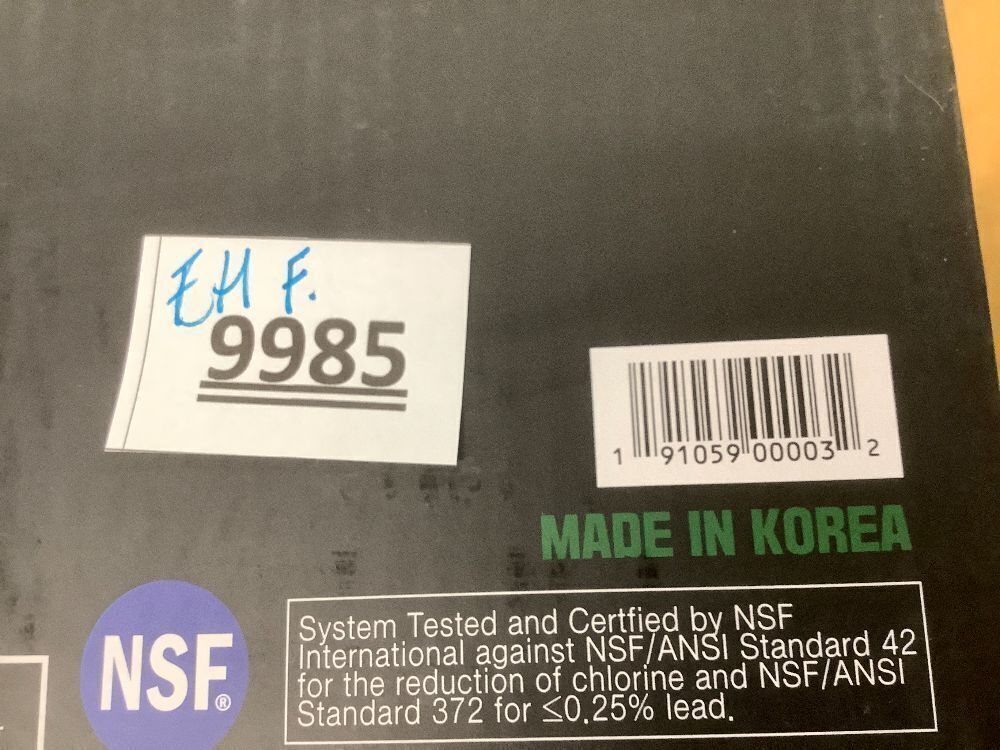 EH F.
9985
1 91059 00003 2
MADE IN KOREA
NSF®
System Tested and Certfied by NSF
International against NSF/ANSI Standard 42
for the reduction of chlorine and NSF/ANSI
Standard 372 for ≤0.25% lead.